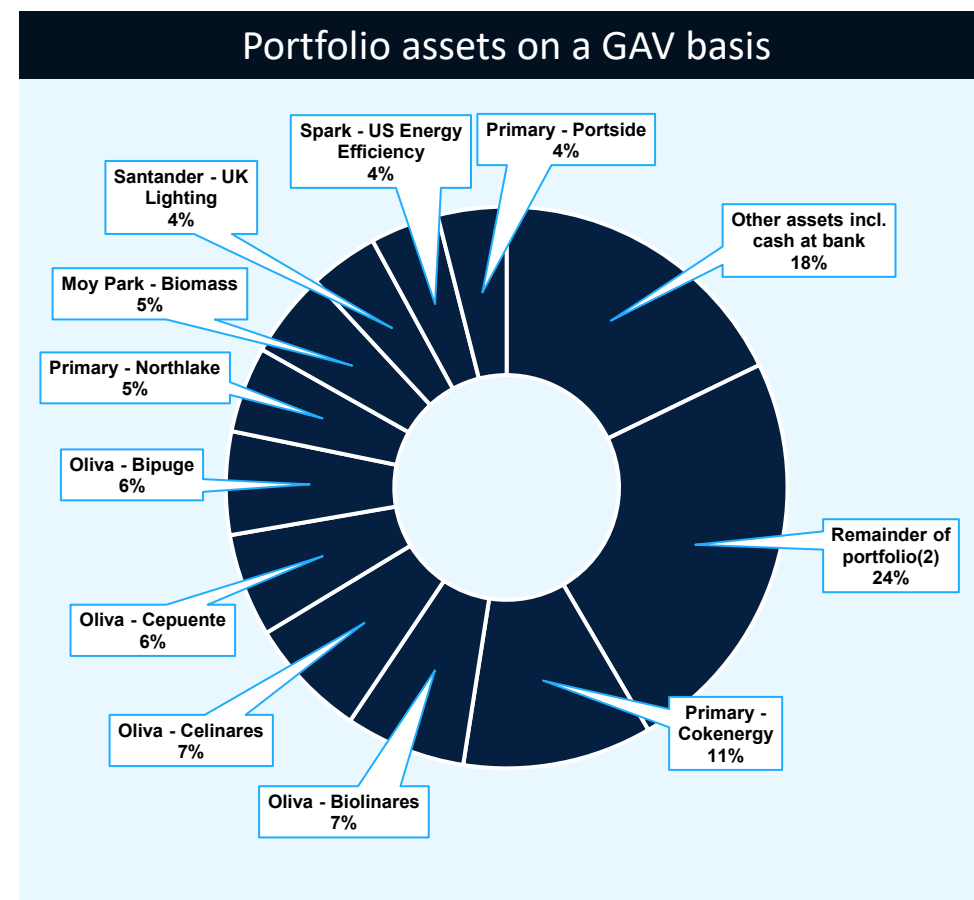 Portfolio assets on a GAV basis
Spark - US Energy
Efficiency
4%
Primary - Portside
4%
Santander - UK
Lighting
4%
Other assets incl.
cash at bank
18%
Moy Park - Biomass
5%
Primary - Northlake
5%
Oliva - Bipuge
6%
Remainder of
portfolio(2)
24%
Oliva - Cepuente
6%
Primary -
Cokenergy
11%
Oliva - Celinares
7%
Oliva - Biolinares
7%